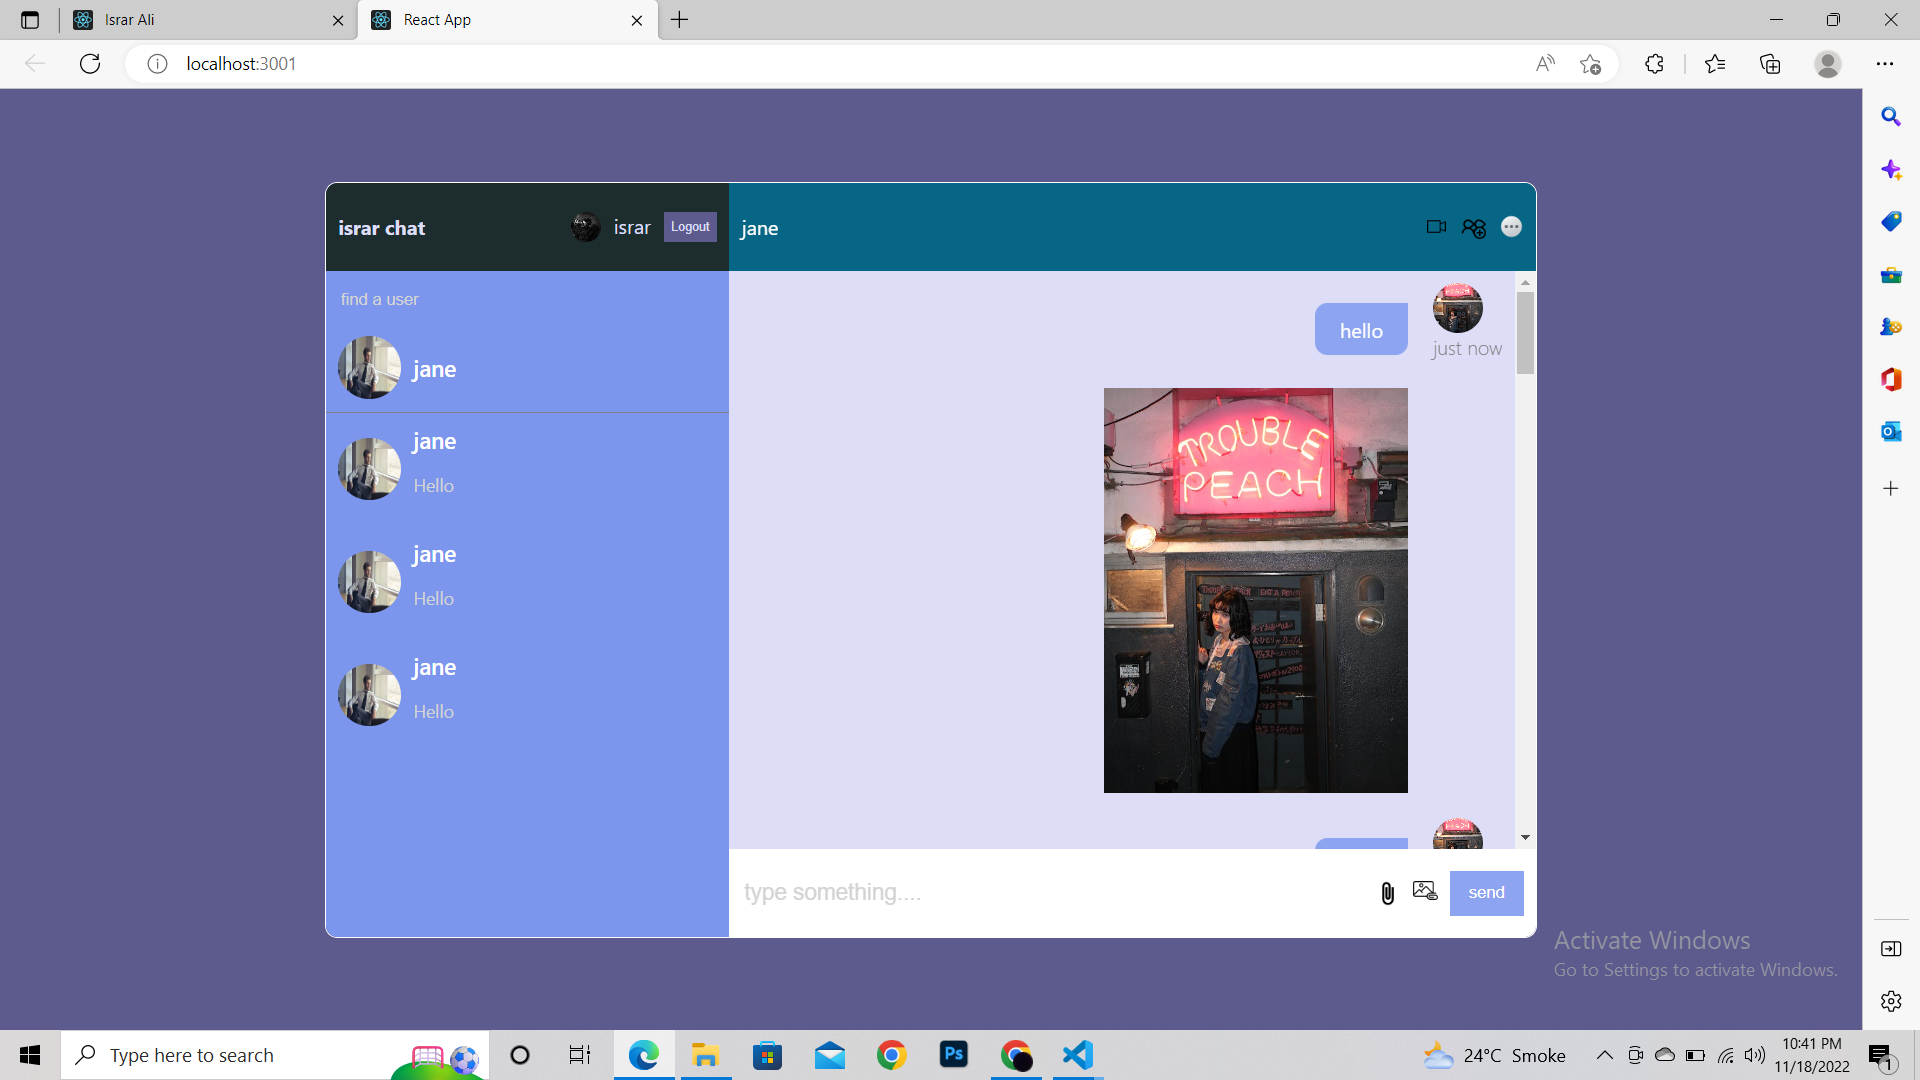 Israr Ali
React App
localhost:3001
israr chat
israr
Logout
jane
find a user
jane
jane
Hello
jane
Hello
jane
Hello
hello
just now
TROUBLE
PEACH
type something....
send
Activate Windows
Go to Settings to activate Windows.
Type here to search
Ps
24°C Smoke
10:41 PM
11/18/2022
1